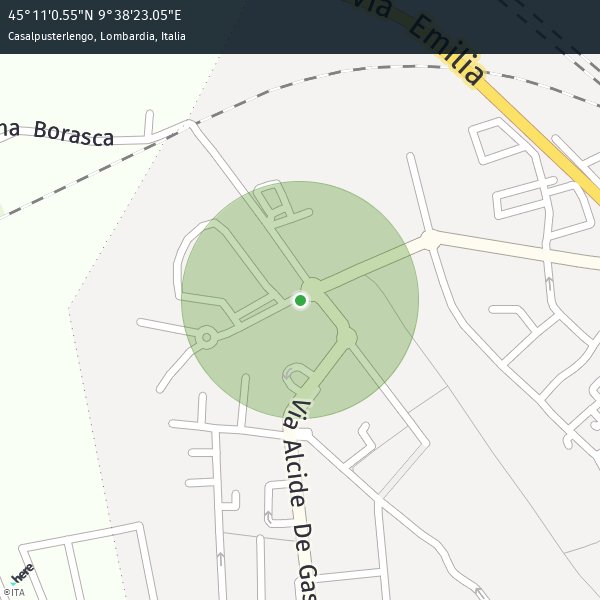 45°11'0.55"N 9°38'23.05"E
Casalpusterlengo, Lombardia, Italia
Via Emilia
na Borasca
Via Alcide De Gas
here
©ITA